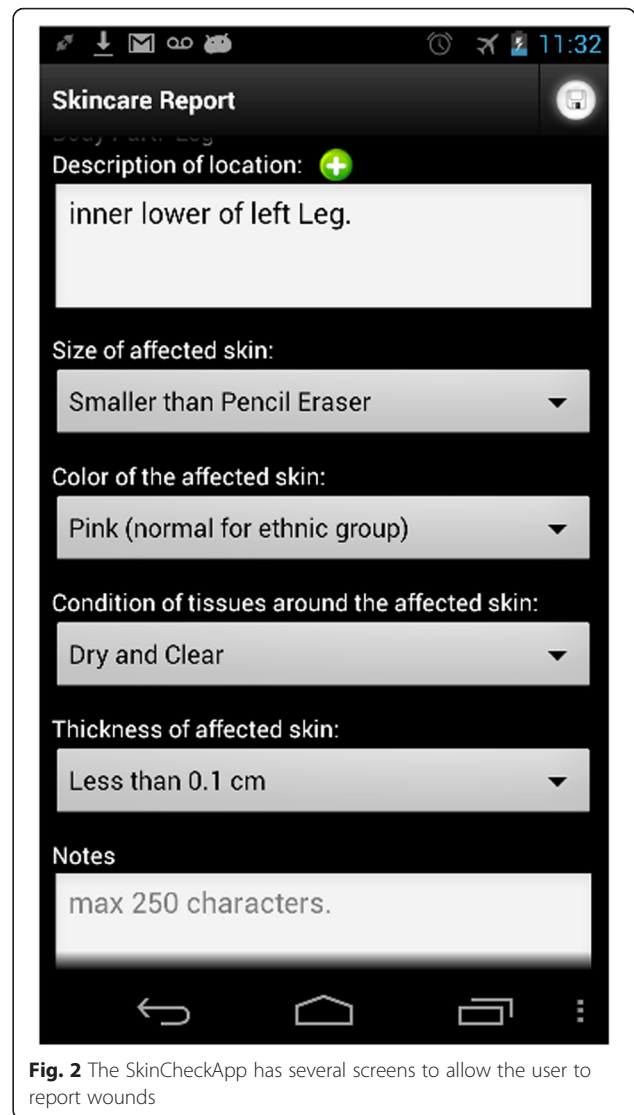 11:32
Skincare Report
Body Part: Leg
Description of location:
inner lower of left Leg.
Size of affected skin:
Smaller than Pencil Eraser
Color of the affected skin:
Pink (normal for ethnic group)
Condition of tissues around the affected skin:
Dry and Clear
Thickness of affected skin:
Less than 0.1 cm
Notes
max 250 characters.
Fig. 2 The SkinCheckApp has several screens to allow the user to
report wounds